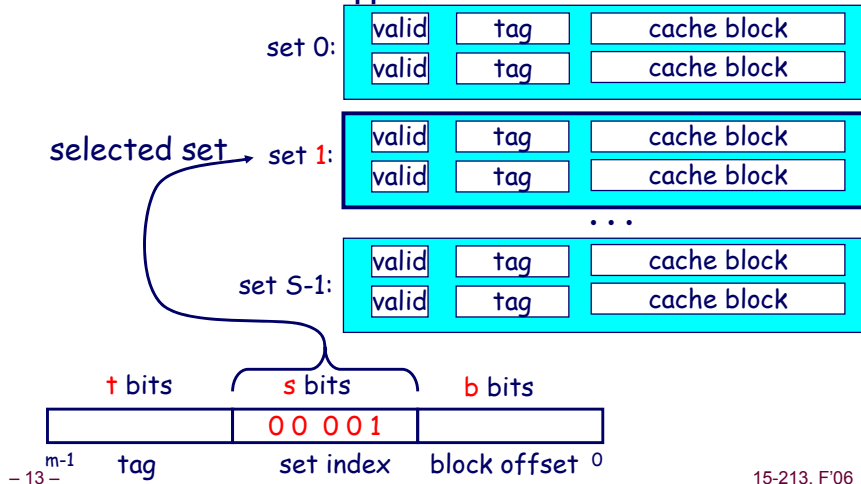 set 0:
valid tag cache block
valid tag cache block
selected set
set 1:
valid tag cache block
valid tag cache block
. . .
set S-1:
valid tag cache block
valid tag cache block
t bits s bits b bits
0 0 0 0 1
m-1 tag set index block offset 0
– 13 – 15-213, F'06